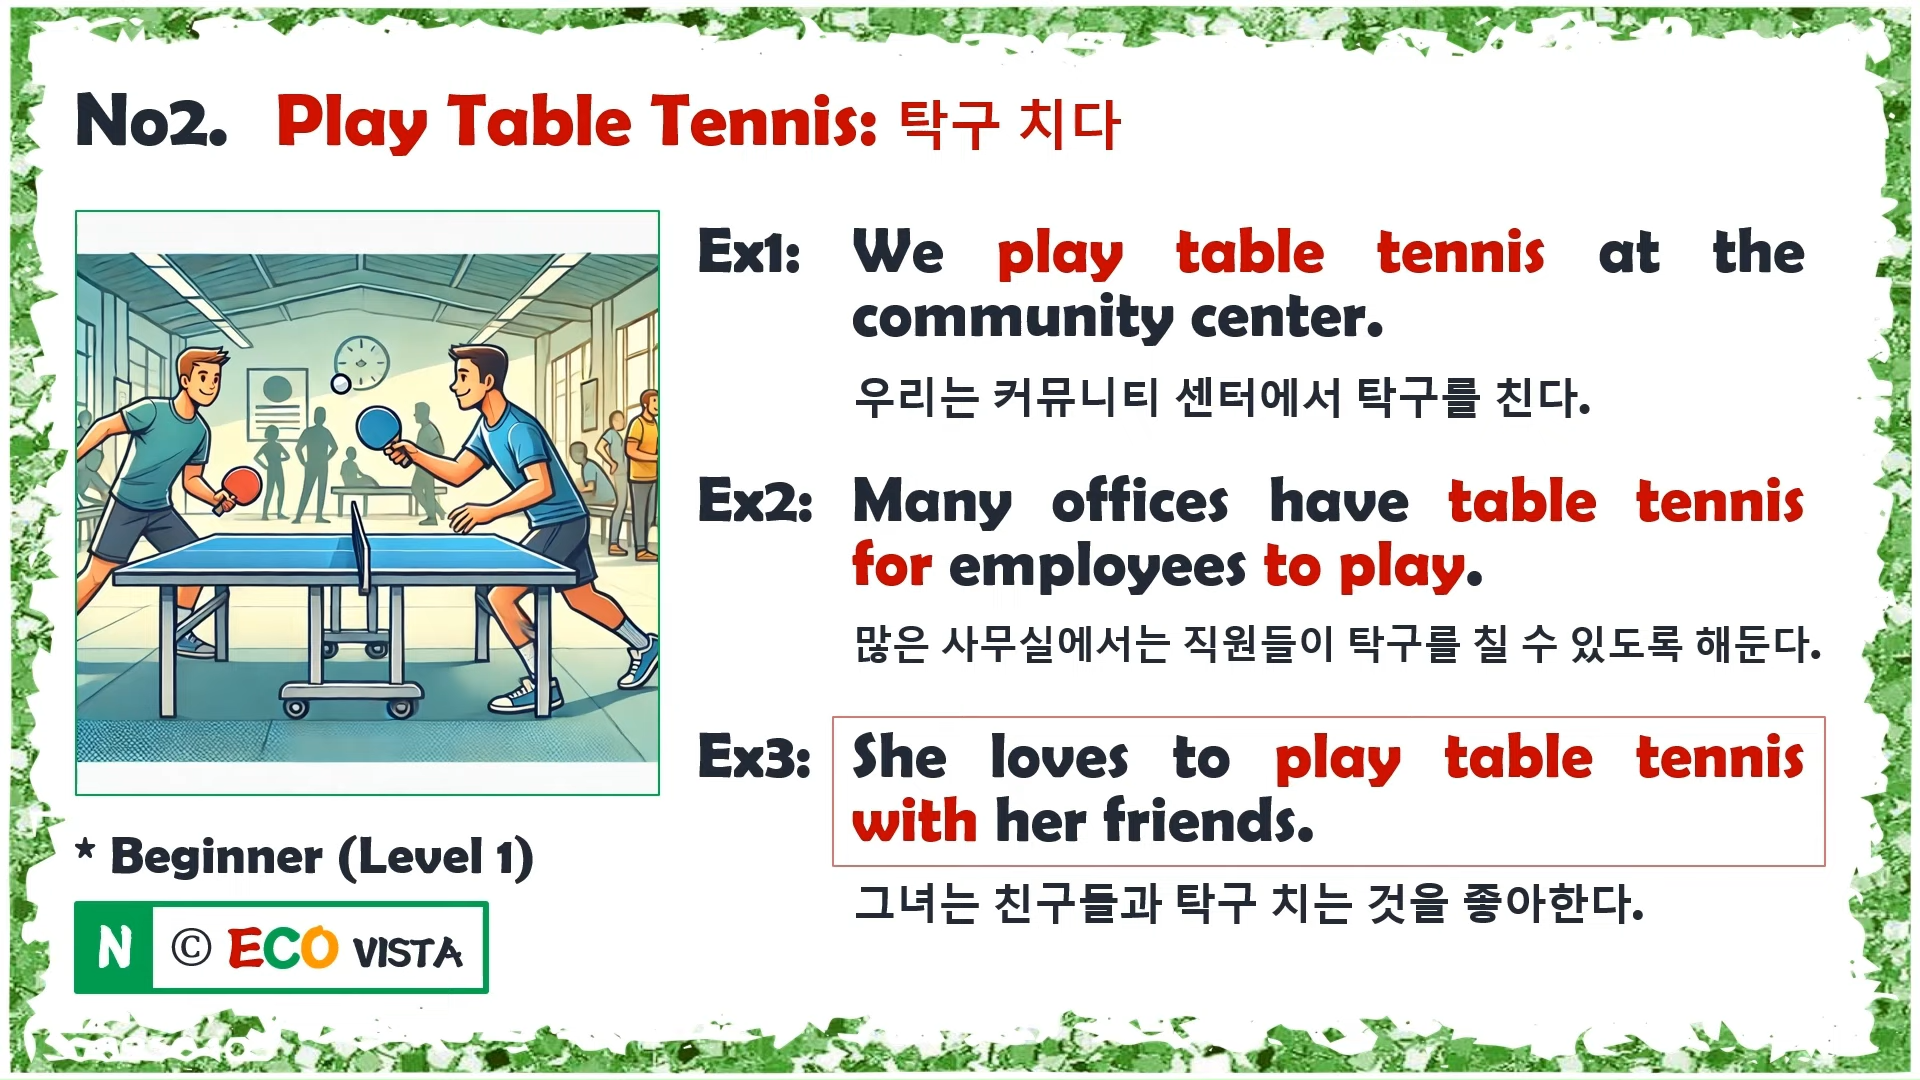 No2. Play Table Tennis: 탁구 치다
Ex1: We play table tennis at the
community center.
우리는 커뮤니티 센터에서 탁구를 친다.
Ex2: Many offices have table tennis
for employees to play.
많은 사무실에서는 직원들이 탁구를 칠 수 있도록 해둔다.
Ex3: She loves to play table tennis
with her friends.
그녀는 친구들과 탁구 치는 것을 좋아한다.
* Beginner (Level 1)
N © ECO VISTA